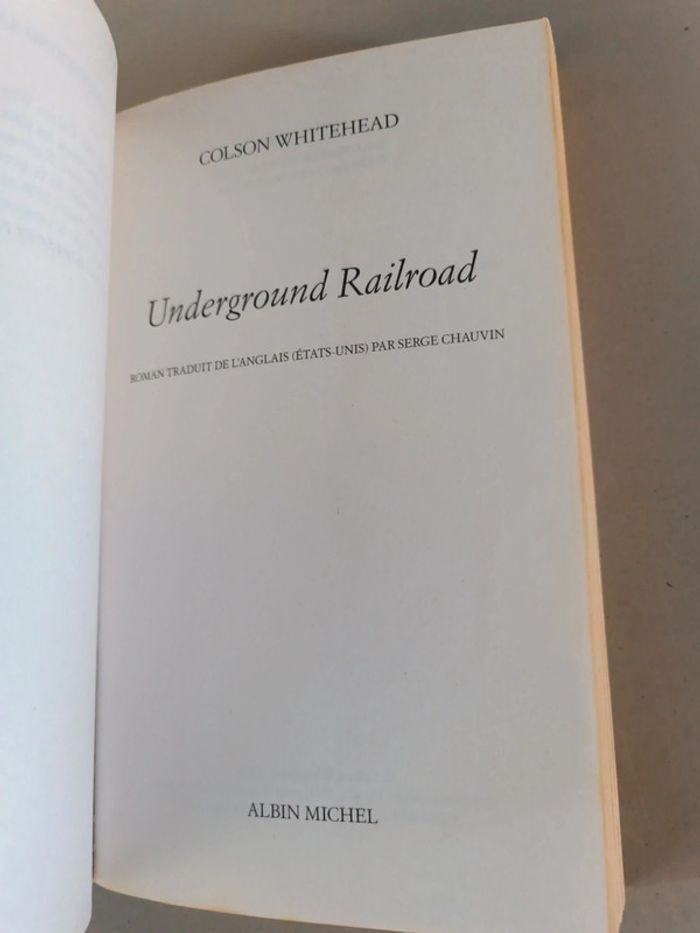 COLSON WHITEHEAD
Underground Railroad
ROMAN TRADUIT DE L'ANGLAIS (ÉTATS-UNIS) PAR SERGE CHAUVIN
ALBIN MICHEL